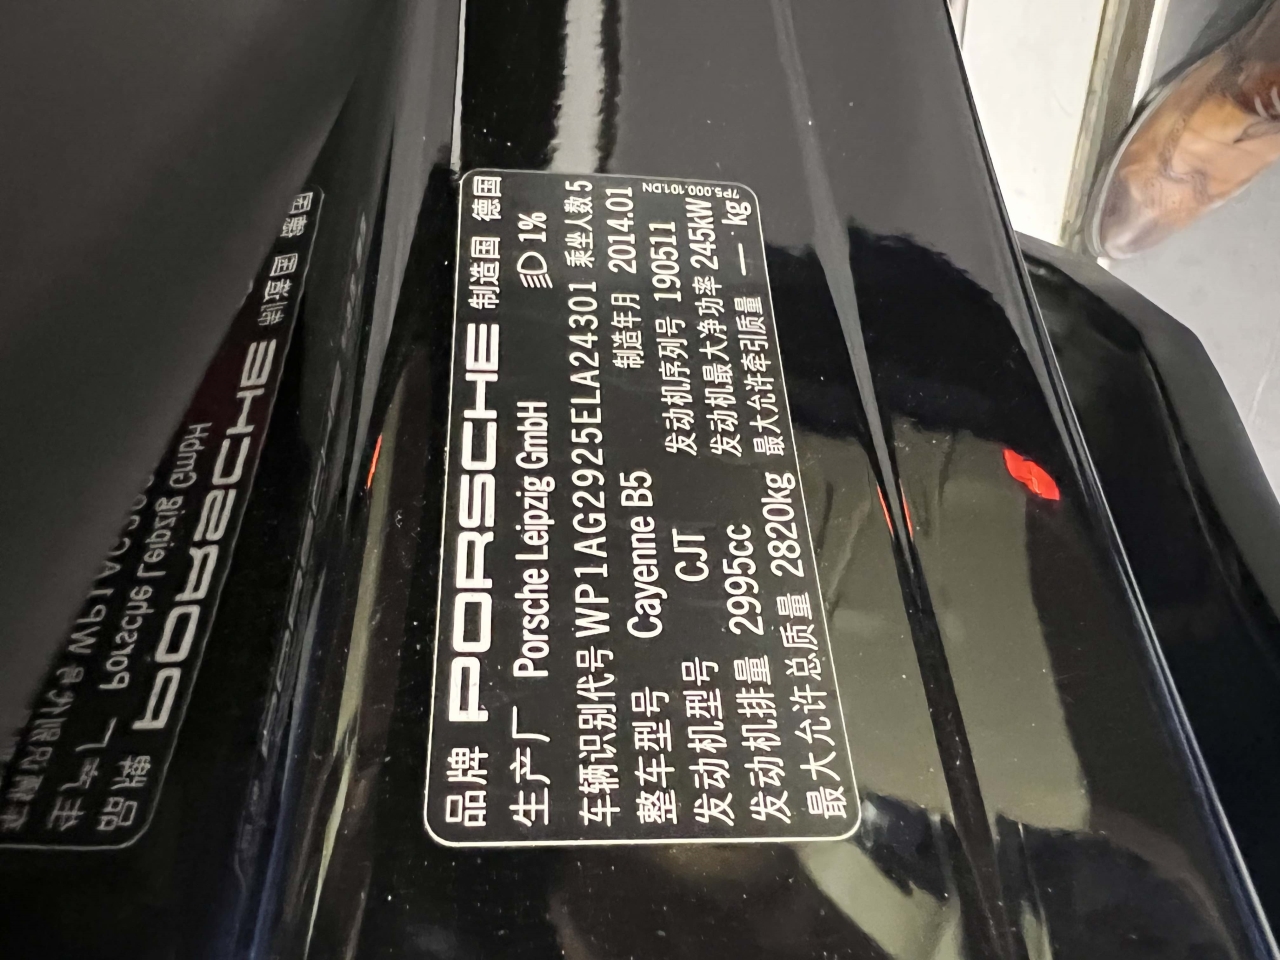 品牌 PORSCHE 制造国 德国
生产厂 Porsche Leipzig GmbH 1%
车辆识别代号 WP1AG2925ELA24301 乘坐人数 5
整车型号 Cayenne B5 制造年月 2014.01
发动机型号 CJT 发动机序列号 190511
发动机排量 2995cc 发动机最大净功率 245kW
最大允许总质量 2820kg 最大允许牵引质量 — kg
7P5.000.101.DN